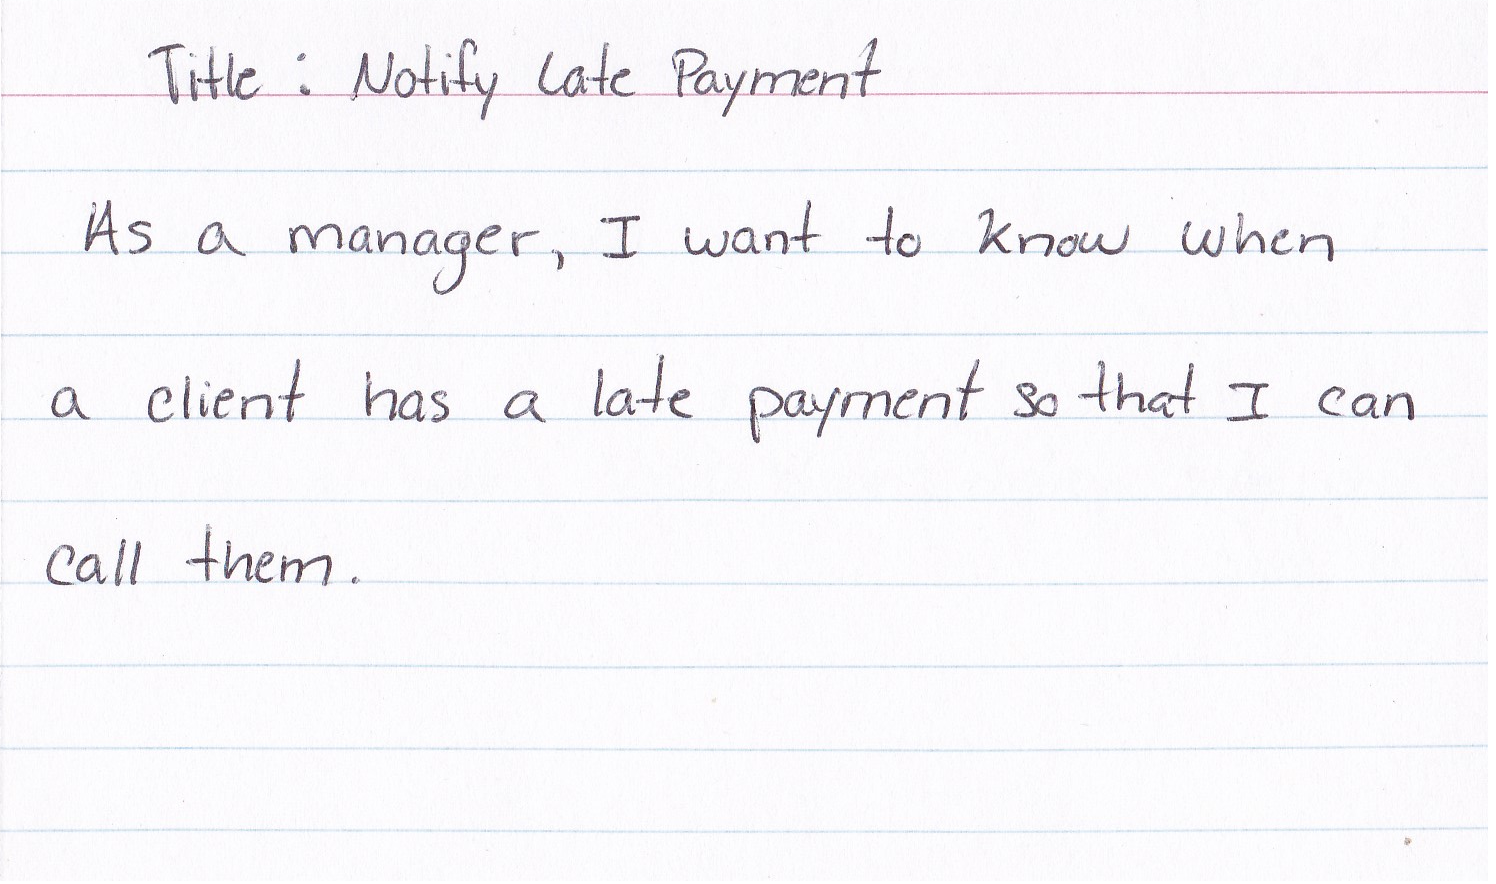 Title : Notify Late Payment
As a manager, I want to know when
a client has a late payment so that I can
call them.